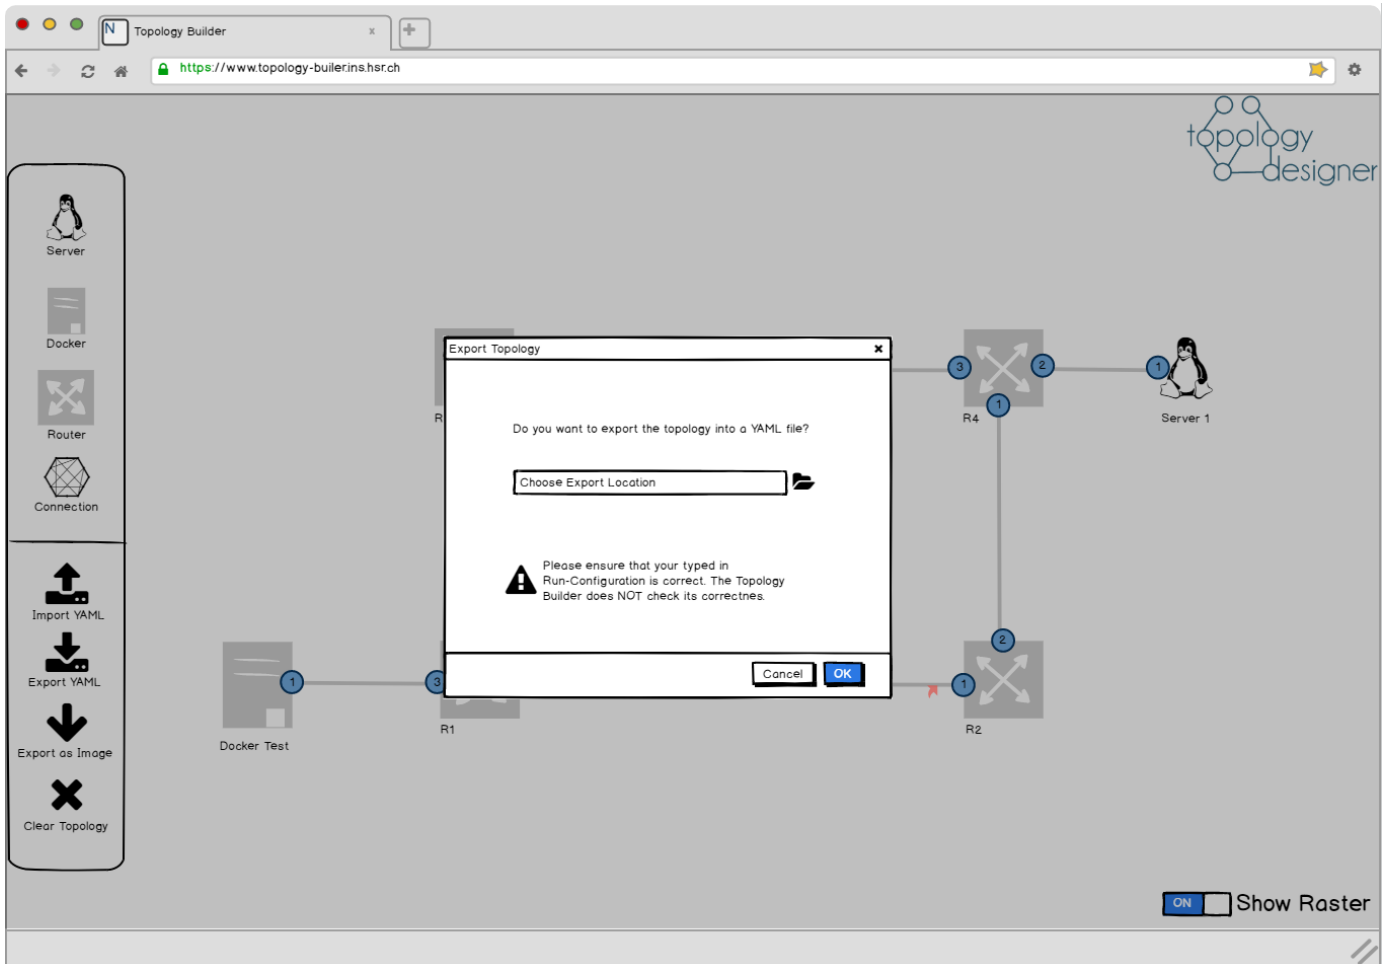 N
Topology Builder
x
https://www.topology-builer.ins.hsr.ch
topology
designer
Server
Docker
Router
Connection
Import YAML
Export YAML
Export as Image
Clear Topology
Export Topology
Do you want to export the topology into a YAML file?
Choose Export Location
Please ensure that your typed in
Run-Configuration is correct. The Topology
Builder does NOT check its correctnes.
Cancel
OK
R
3
2
1
1
R4
Server 1
1
3
2
1
Docker Test
R1
R2
ON
Show Raster